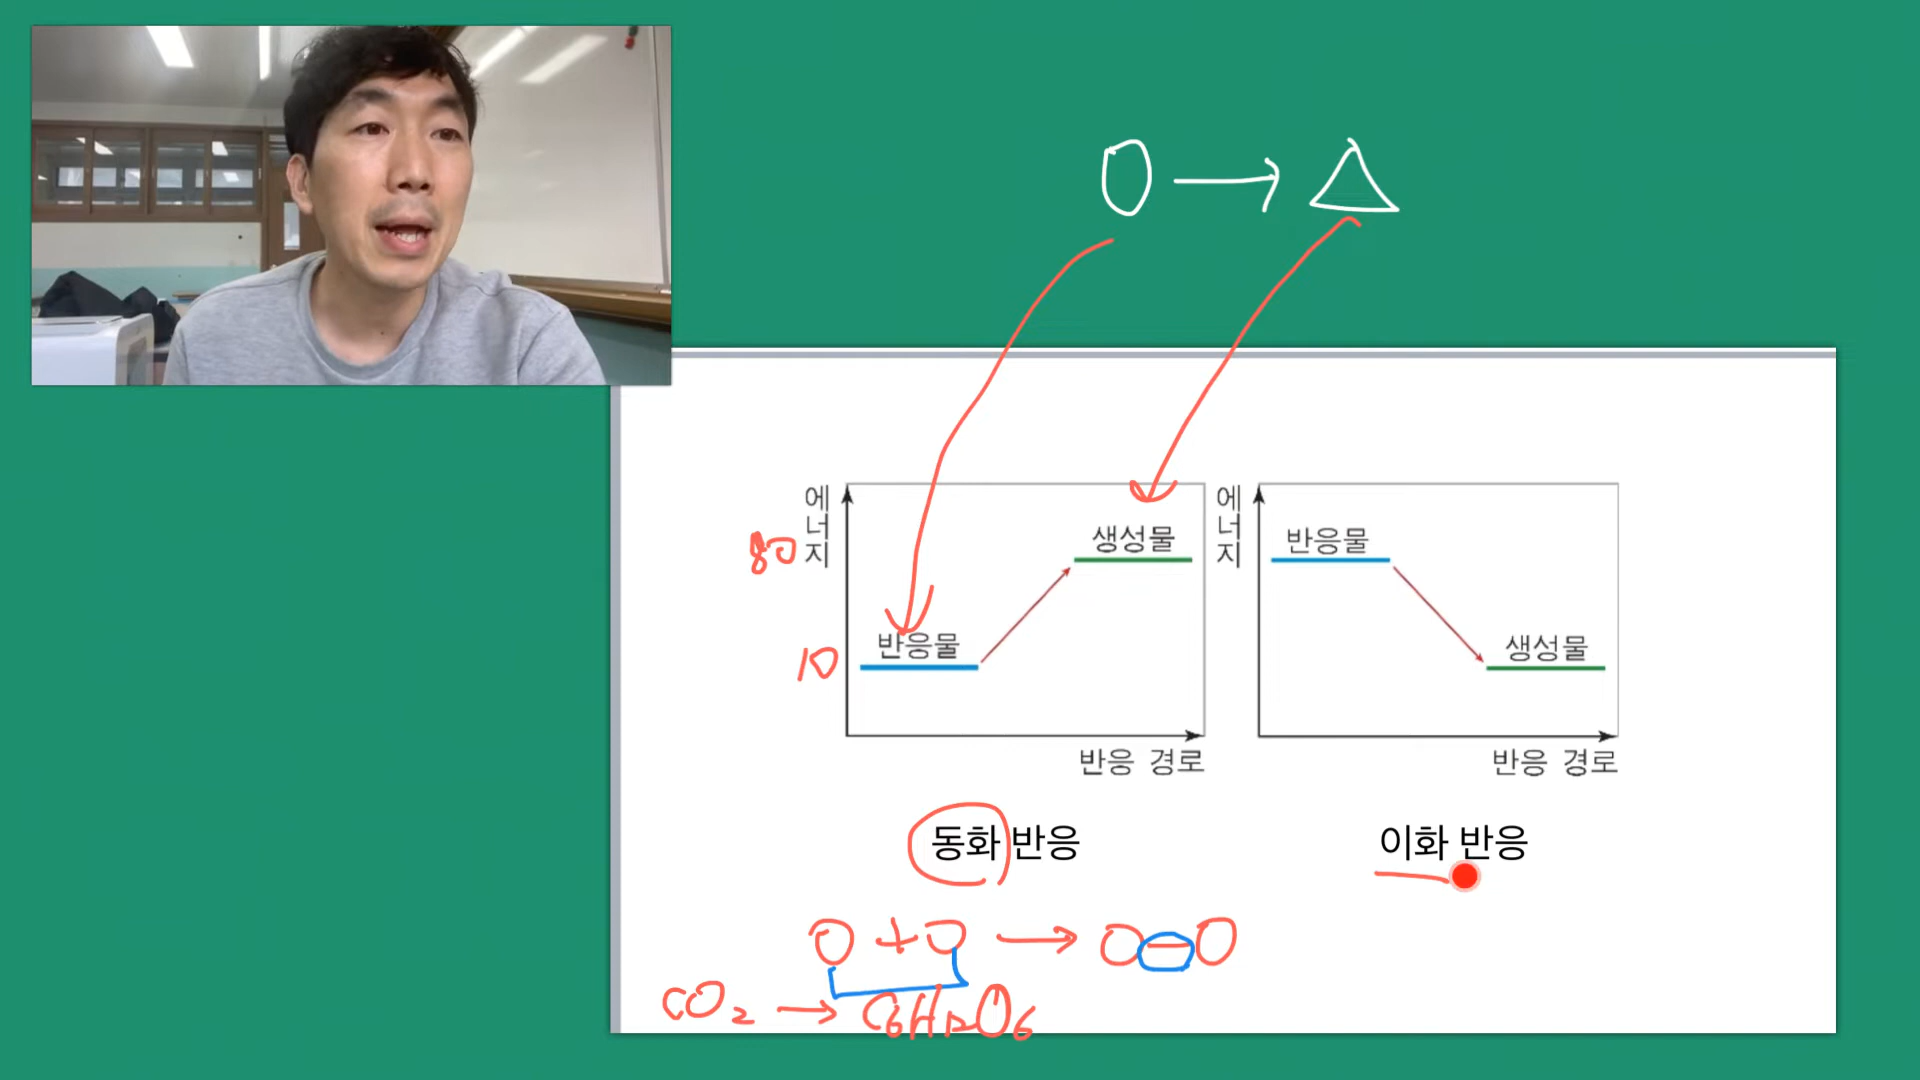 O → △
에너지
80
생성물
반응물
10
반응 경로
에너지
반응물
생성물
반응 경로
동화 반응
이화 반응
O + O → O-O
CO₂ → C₆H₁₂O₆